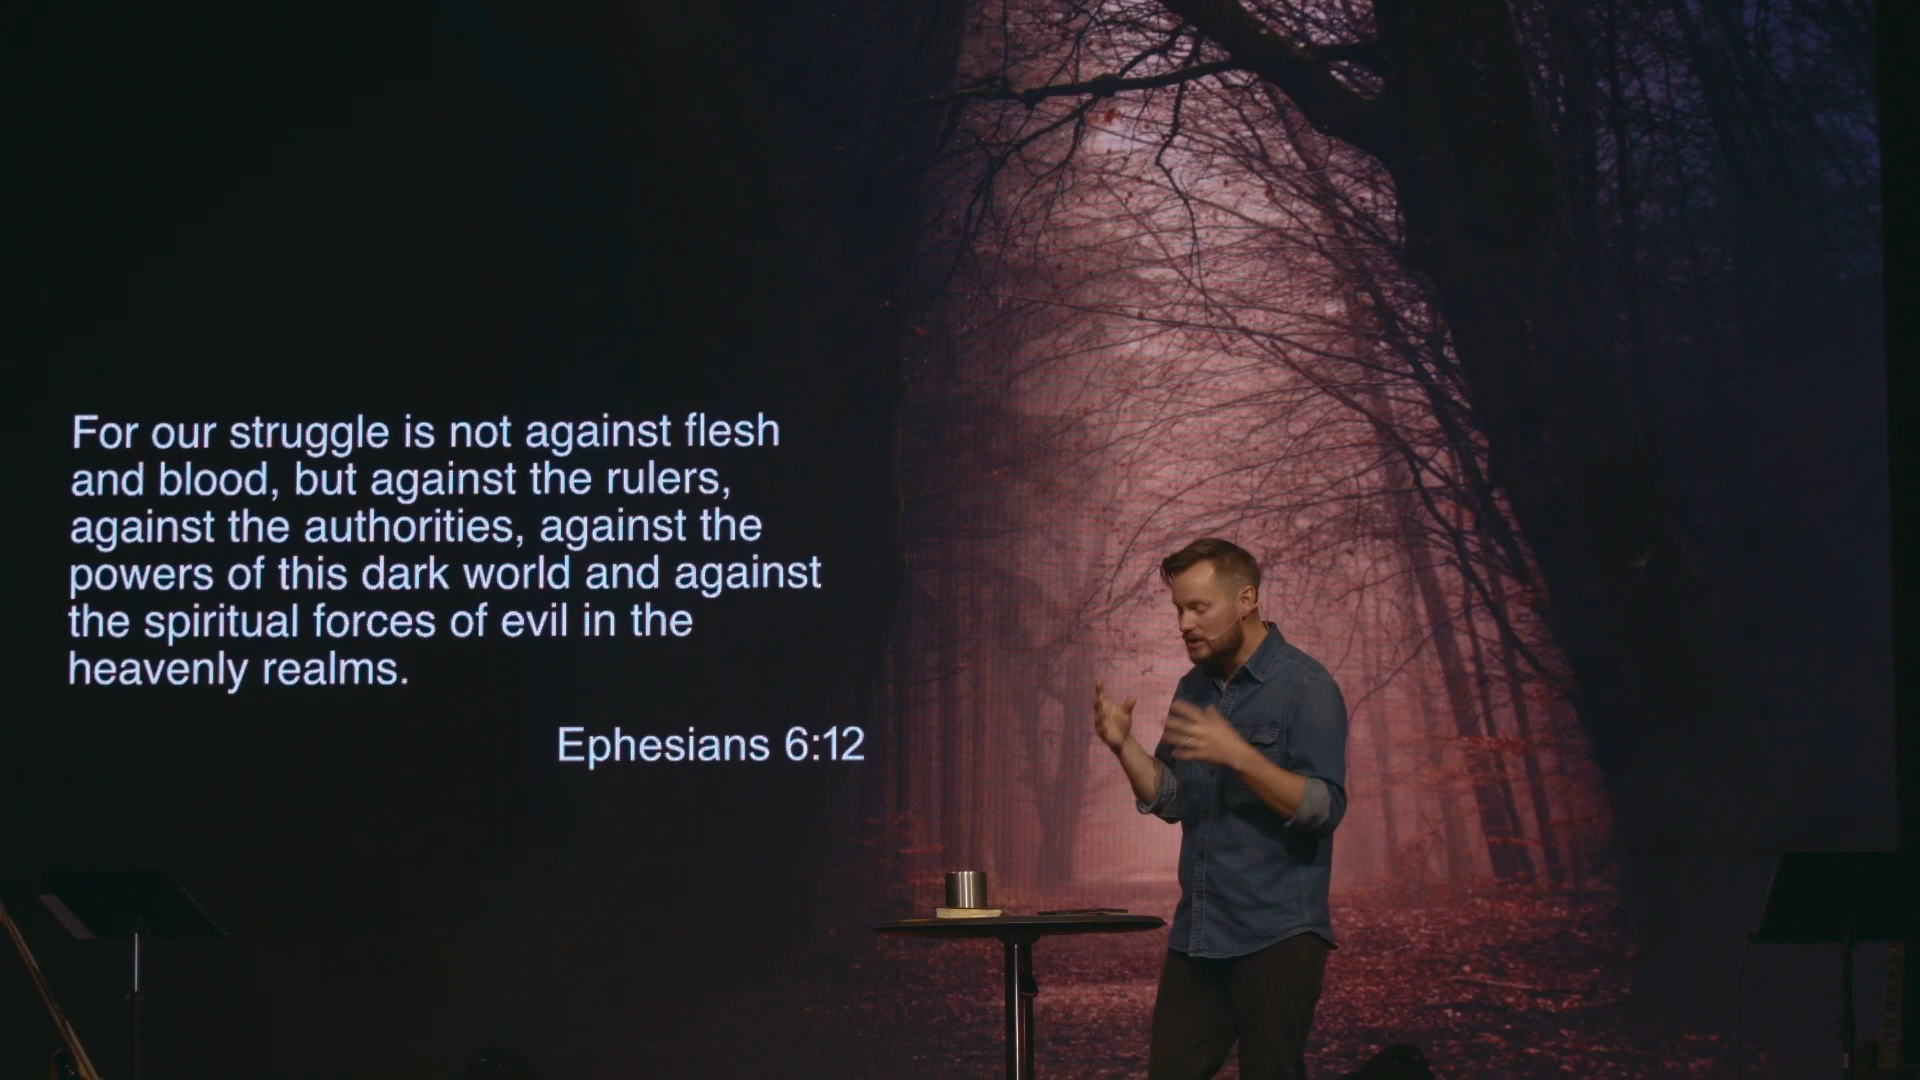 For our struggle is not against flesh
and blood, but against the rulers,
against the authorities, against the
powers of this dark world and against
the spiritual forces of evil in the
heavenly realms.
Ephesians 6:12